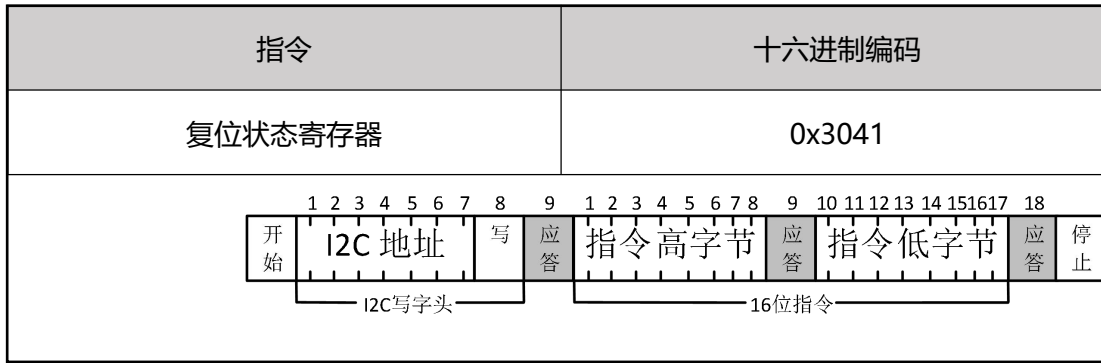 指令 十六进制编码
复位状态寄存器 0x3041
1 2 3 4 5 6 7 8 9 1 2 3 4 5 6 7 8 9 10 11 12 13 14 15 16 17 18
开始 I2C 地址 写 应答 指令高字节 应答 指令低字节 应答 停止
I2C写字头 16位指令